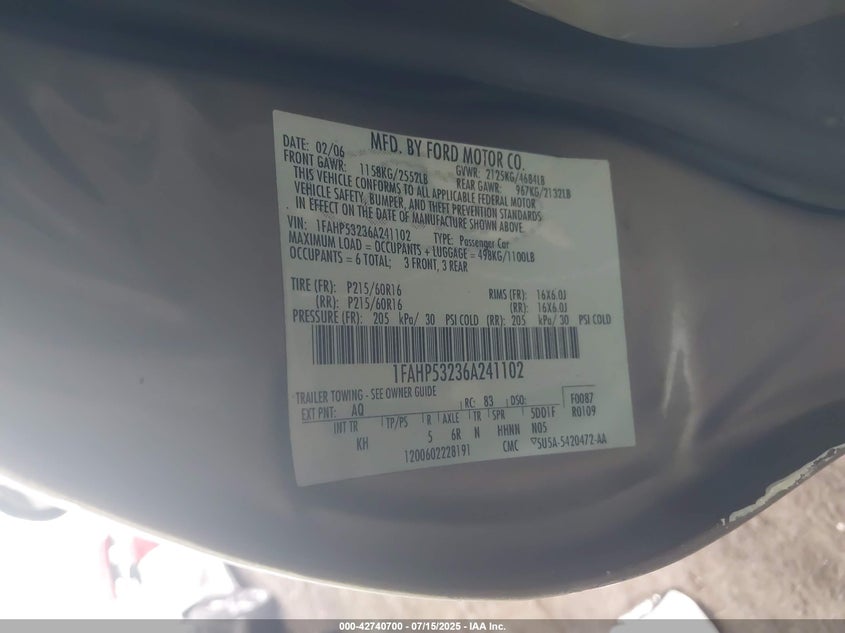 MFD. BY FORD MOTOR CO.
DATE: 02/06 GVWR: 2125KG/4684LB
FRONT GAWR: 1158KG/2552LB REAR GAWR: 967KG/2132LB
THIS VEHICLE CONFORMS TO ALL APPLICABLE FEDERAL MOTOR
VEHICLE SAFETY, BUMPER, AND THEFT PREVENTION STANDARDS
IN EFFECT ON THE DATE OF MANUFACTURE SHOWN ABOVE.
VIN: 1FAHP53236A241102 TYPE: Passenger Car
MAXIMUM LOAD = OCCUPANTS + LUGGAGE = 498KG/1100LB
OCCUPANTS = 6 TOTAL; 3 FRONT, 3 REAR
TIRE (FR): P215/60R16 RIMS (FR): 16X6.0J
(RR): P215/60R16 (RR): 16X6.0J
PRESSURE (FR): 205 kPa/ 30 PSI COLD (RR): 205 kPa/ 30 PSI COLD
1FAHP53236A241102
TRAILER TOWING - SEE OWNER GUIDE
EXT PNT: AQ RC: 83 DSO: F0087
INT TR TP/PS R AXLE TR SPR 5DD1F R0109
KH 5 6R N HHNN N05
1200602228191 CMC 5U5A-5420472-AA
000-42740700 - 07/15/2025 - IAA Inc.